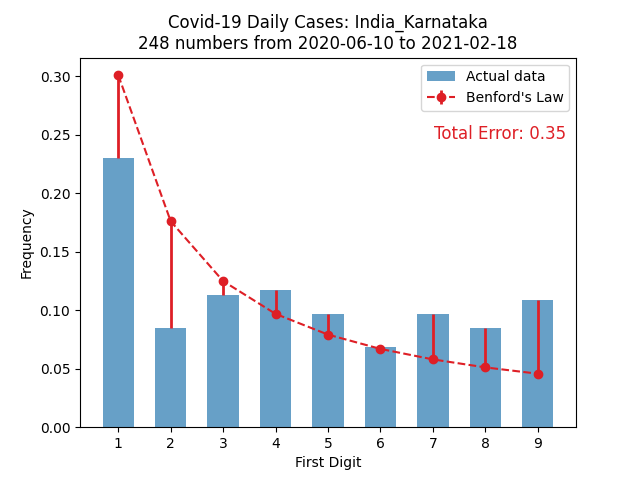 Covid-19 Daily Cases: India_Karnataka
248 numbers from 2020-06-10 to 2021-02-18
Actual data
Benford's Law
Total Error: 0.35
Frequency
0.30
0.25
0.20
0.15
0.10
0.05
0.00
1 2 3 4 5 6 7 8 9
First Digit